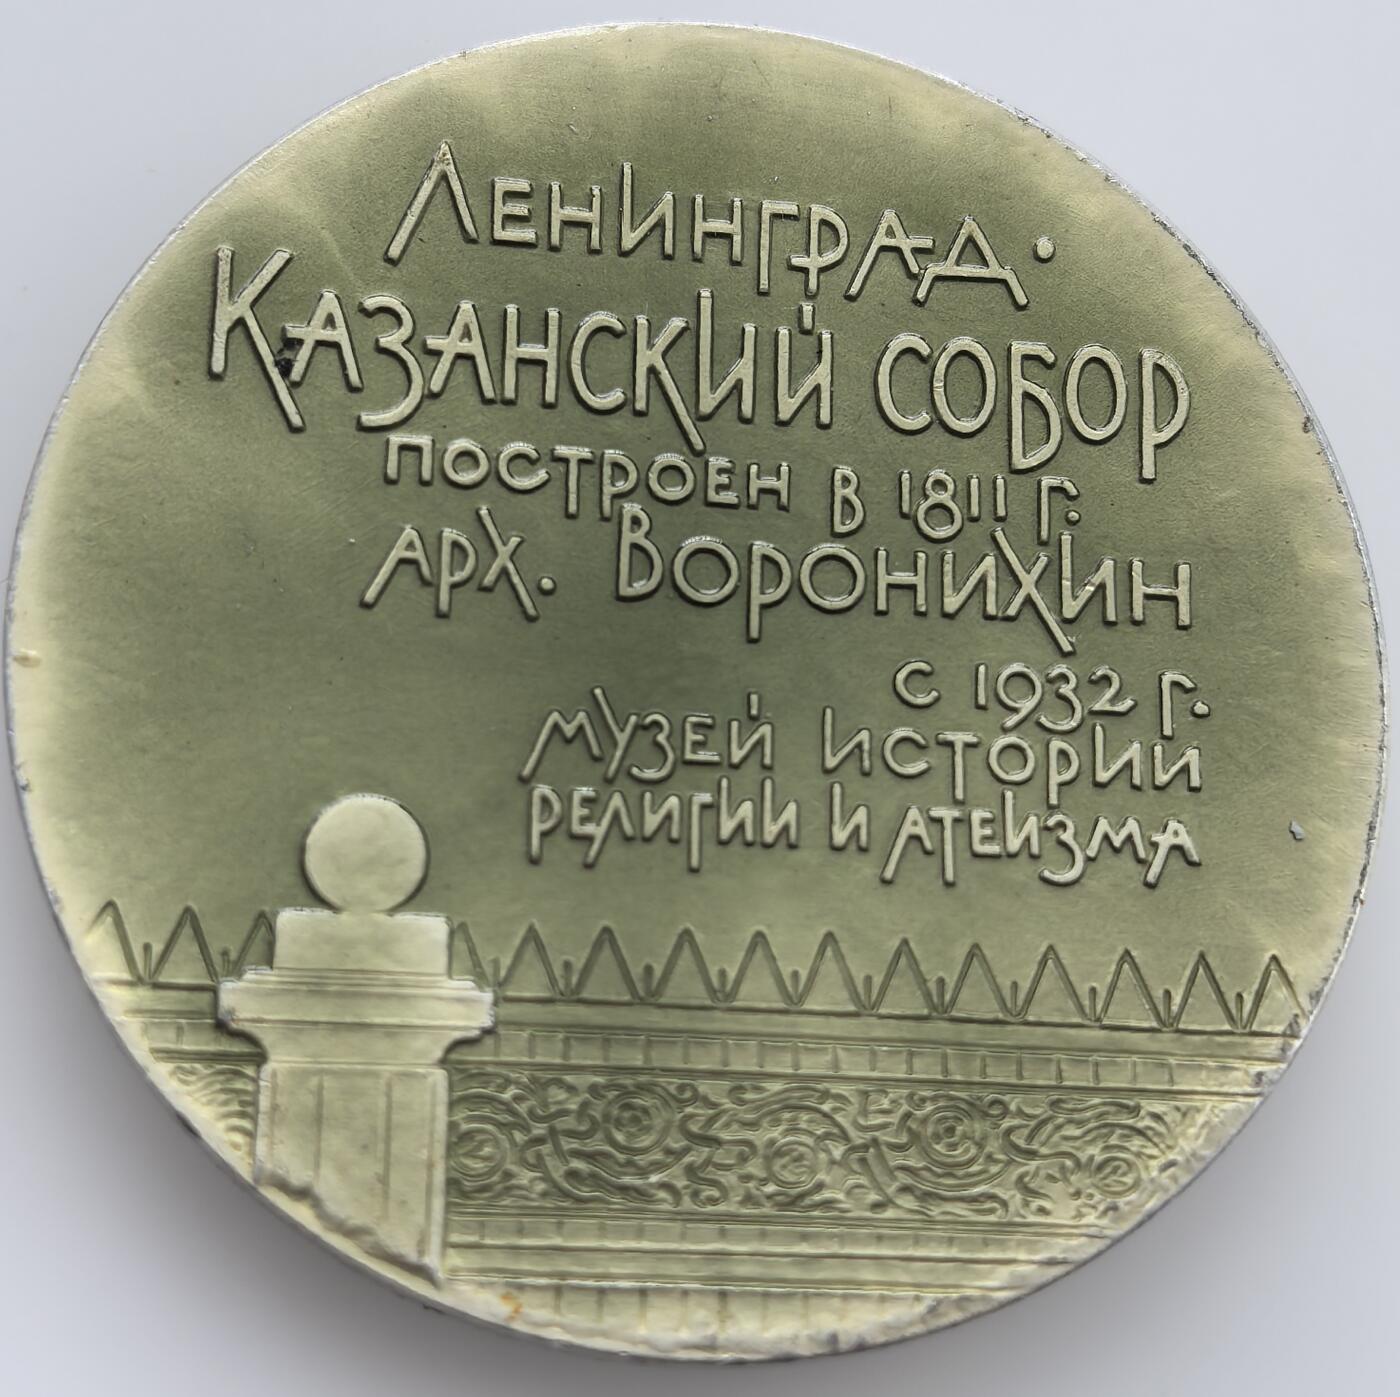 Ленинград·
Казанский собор
построен в 1811 г.
арх. Воронихин
с 1932 г.
музей истории
религии и атеизма